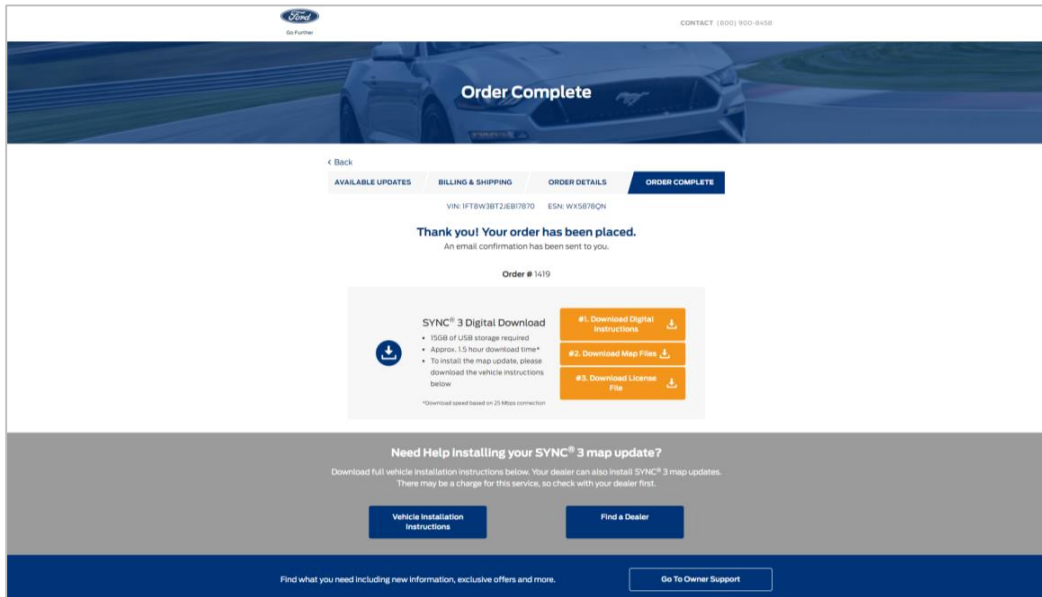 Ford
Go Further
CONTACT (800) 900-8458
Order Complete
< Back
AVAILABLE UPDATES
BILLING & SHIPPING
ORDER DETAILS
ORDER COMPLETE
VIN: 1FT8W3BT2JEB17870 ESN: WX5878QN
Thank you! Your order has been placed.
An email confirmation has been sent to you.
Order # 1419
SYNC® 3 Digital Download
• 15GB of USB storage required
• Approx. 1.5 hour download time*
• To install the map update, please
download the vehicle instructions
below
*Download speed based on 25 Mbps connection
#1. Download Digital
Instructions
#2. Download Map Files
#3. Download License
File
Need Help Installing your SYNC® 3 map update?
Download full vehicle installation instructions below. Your dealer can also install SYNC® 3 map updates.
There may be a charge for this service, so check with your dealer first.
Vehicle Installation
Instructions
Find a Dealer
Find what you need including new information, exclusive offers and more.
Go To Owner Support